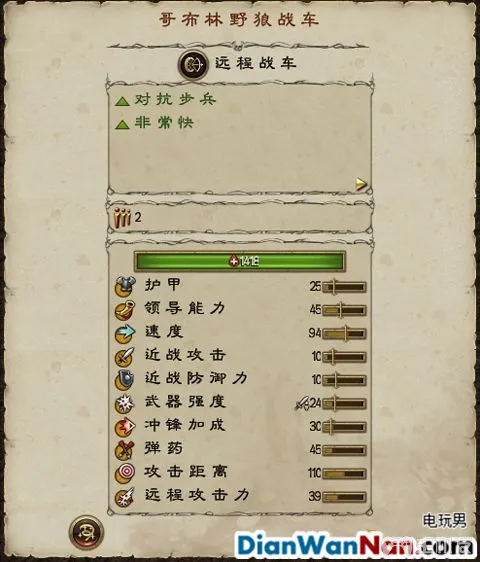 哥布林野狼战车
远程战车
对抗步兵
非常快
2
1418
护甲 25
领导能力 45
速度 94
近战攻击 10
近战防御力 10
武器强度 24
冲锋加成 30
弹药 45
攻击距离 110
远程攻击力 39
电玩男
DianWanNan.com